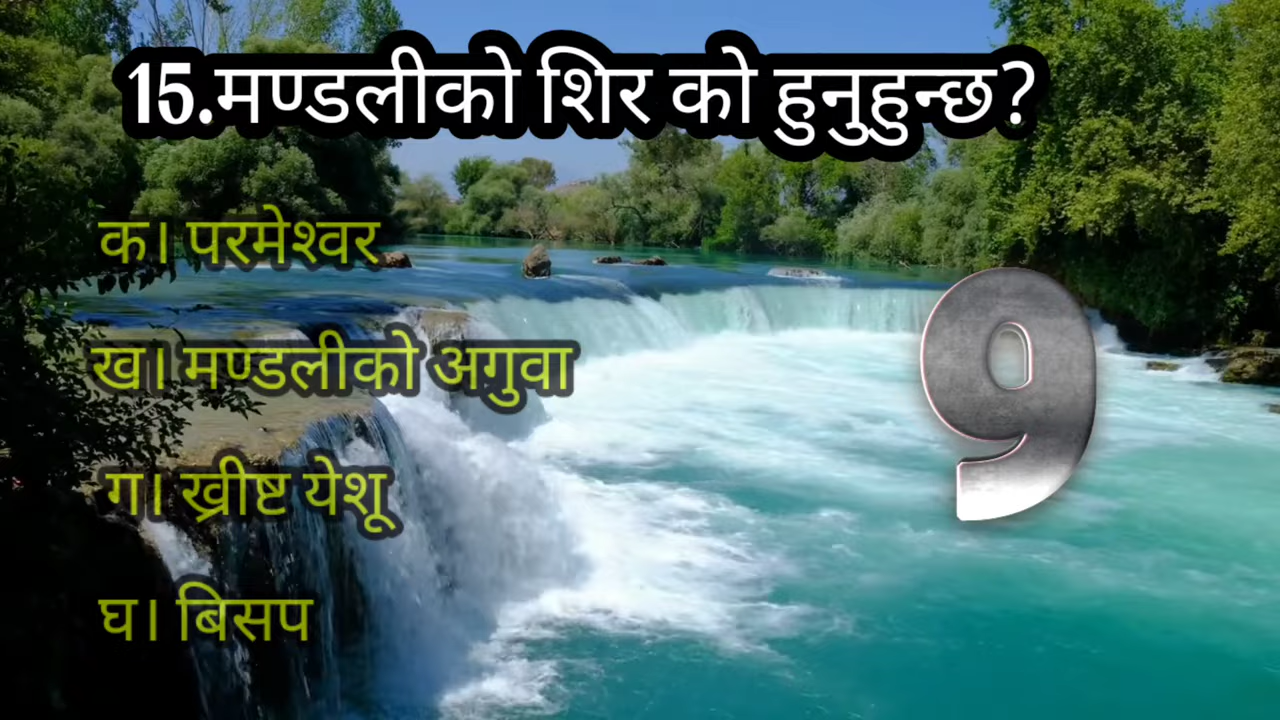 15.मण्डलीको शिर को हुनुहुन्छ?
क। परमेश्वर
ख। मण्डलीको अगुवा
9
ग। ख्रीष्ट येशू
घ। बिसप